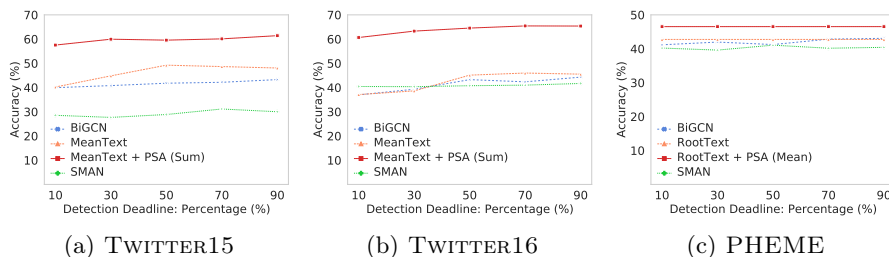 70
60
50
40
30
20
10
Accuracy (%)
BiGCN
MeanText
MeanText + PSA (Sum)
SMAN
10 30 50 70 90
Detection Deadline: Percentage (%)
(a) TWITTER15
70
60
50
40
30
20
10
Accuracy (%)
BiGCN
MeanText
MeanText + PSA (Sum)
SMAN
10 30 50 70 90
Detection Deadline: Percentage (%)
(b) TWITTER16
50
40
30
20
10
Accuracy (%)
BiGCN
RootText
RootText + PSA (Mean)
SMAN
10 30 50 70 90
Detection Deadline: Percentage (%)
(c) PHEME